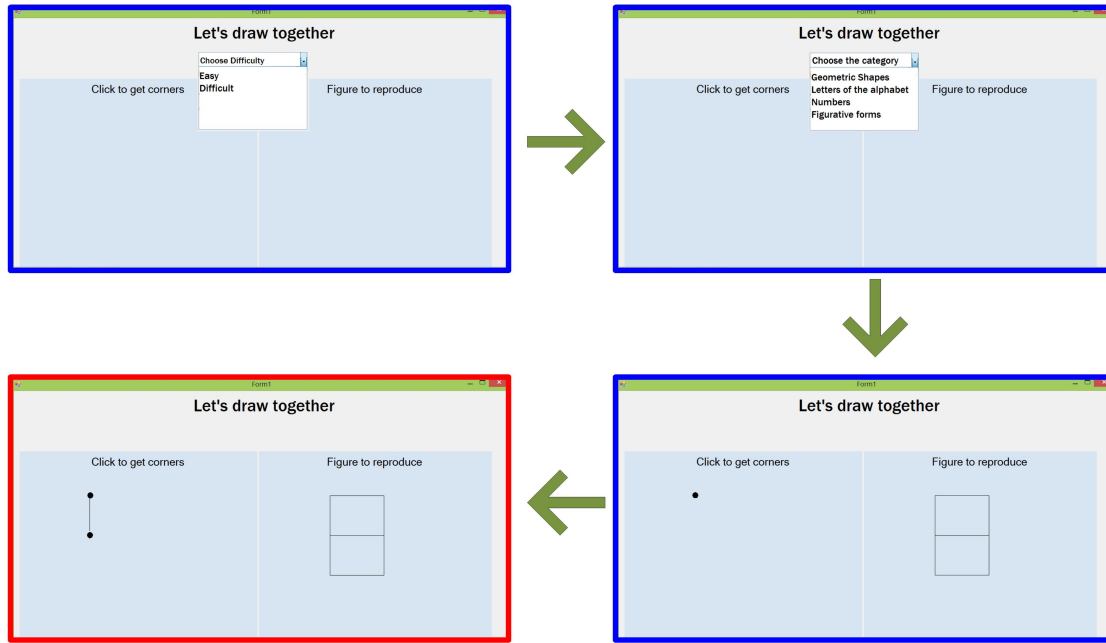 Form1
Let's draw together
Choose Difficulty
Easy
Difficult
Click to get corners
Figure to reproduce
Form1
Let's draw together
Choose the category
Geometric Shapes
Letters of the alphabet
Numbers
Figurative forms
Click to get corners
Figure to reproduce
Form1
Let's draw together
Click to get corners
Figure to reproduce
Form1
Let's draw together
Click to get corners
Figure to reproduce